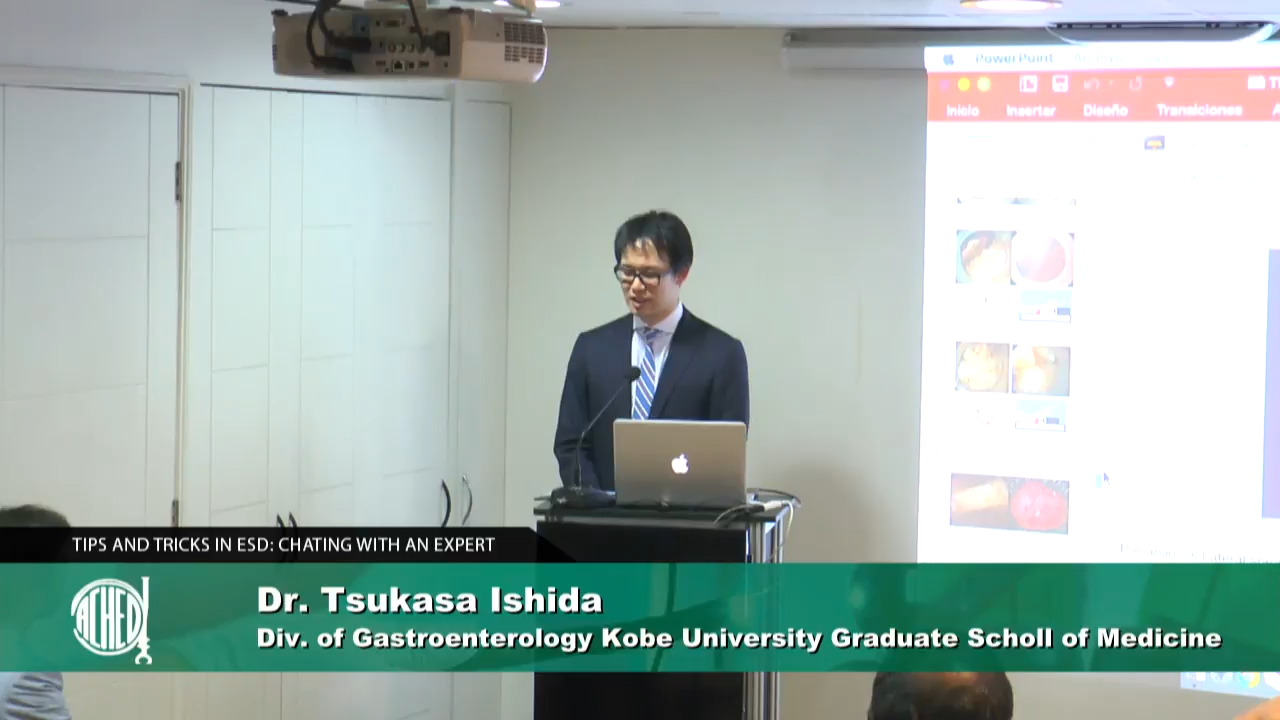 PowerPoint
Inicio Insertar Diseño Transiciones
TIPS AND TRICKS IN ESD: CHATING WITH AN EXPERT
ACHED
Dr. Tsukasa Ishida
Div. of Gastroenterology Kobe University Graduate Scholl of Medicine